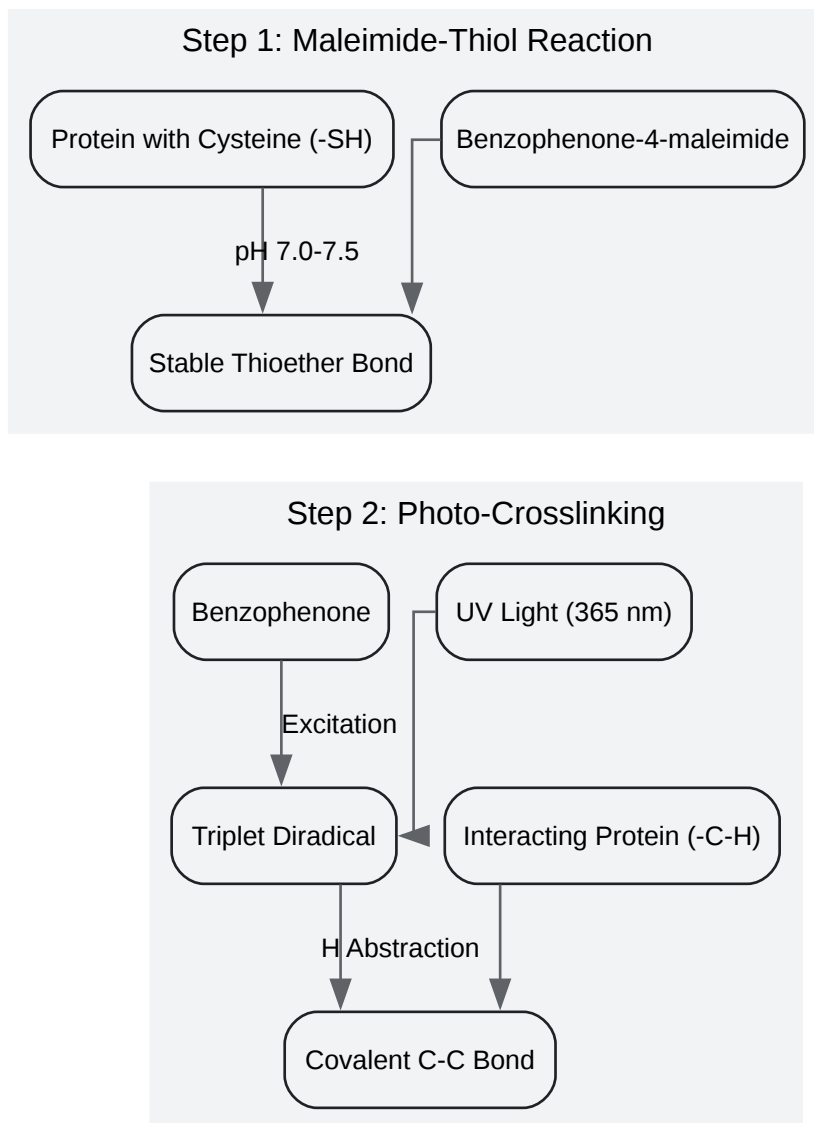 Step 1: Maleimide-Thiol Reaction
Protein with Cysteine (-SH)
Benzophenone-4-maleimide
pH 7.0-7.5
Stable Thioether Bond
Step 2: Photo-Crosslinking
Benzophenone
UV Light (365 nm)
Excitation
Triplet Diradical
Interacting Protein (-C-H)
H Abstraction
Covalent C-C Bond